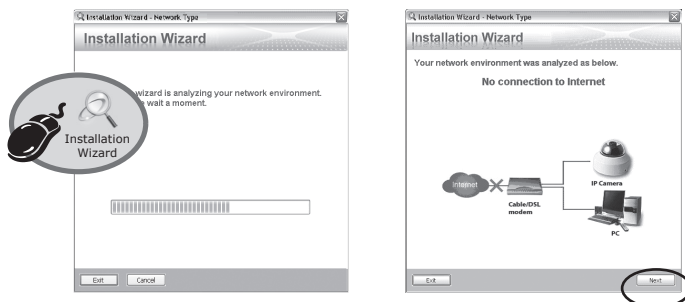 Installation Wizard - Network Type
Installation Wizard
wizard is analyzing your network environment.
wait a moment.
Installation
Wizard
Exit
Cancel
Installation Wizard - Network Type
Installation Wizard
Your network environment was analyzed as below.
No connection to Internet
Internet
Cable/DSL
modem
IP Camera
PC
Exit
Next